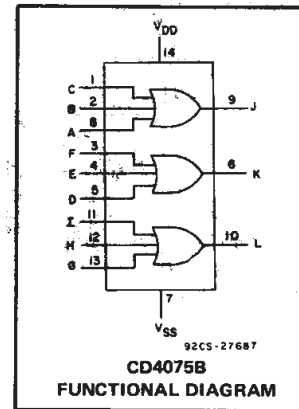 VDD
14
C 1
B 2
A 8
9 J
F 3
E 4
D 5
6 K
I 11
H 12
G 13
10 L
7
VSS
92CS-27687
CD4075B
FUNCTIONAL DIAGRAM